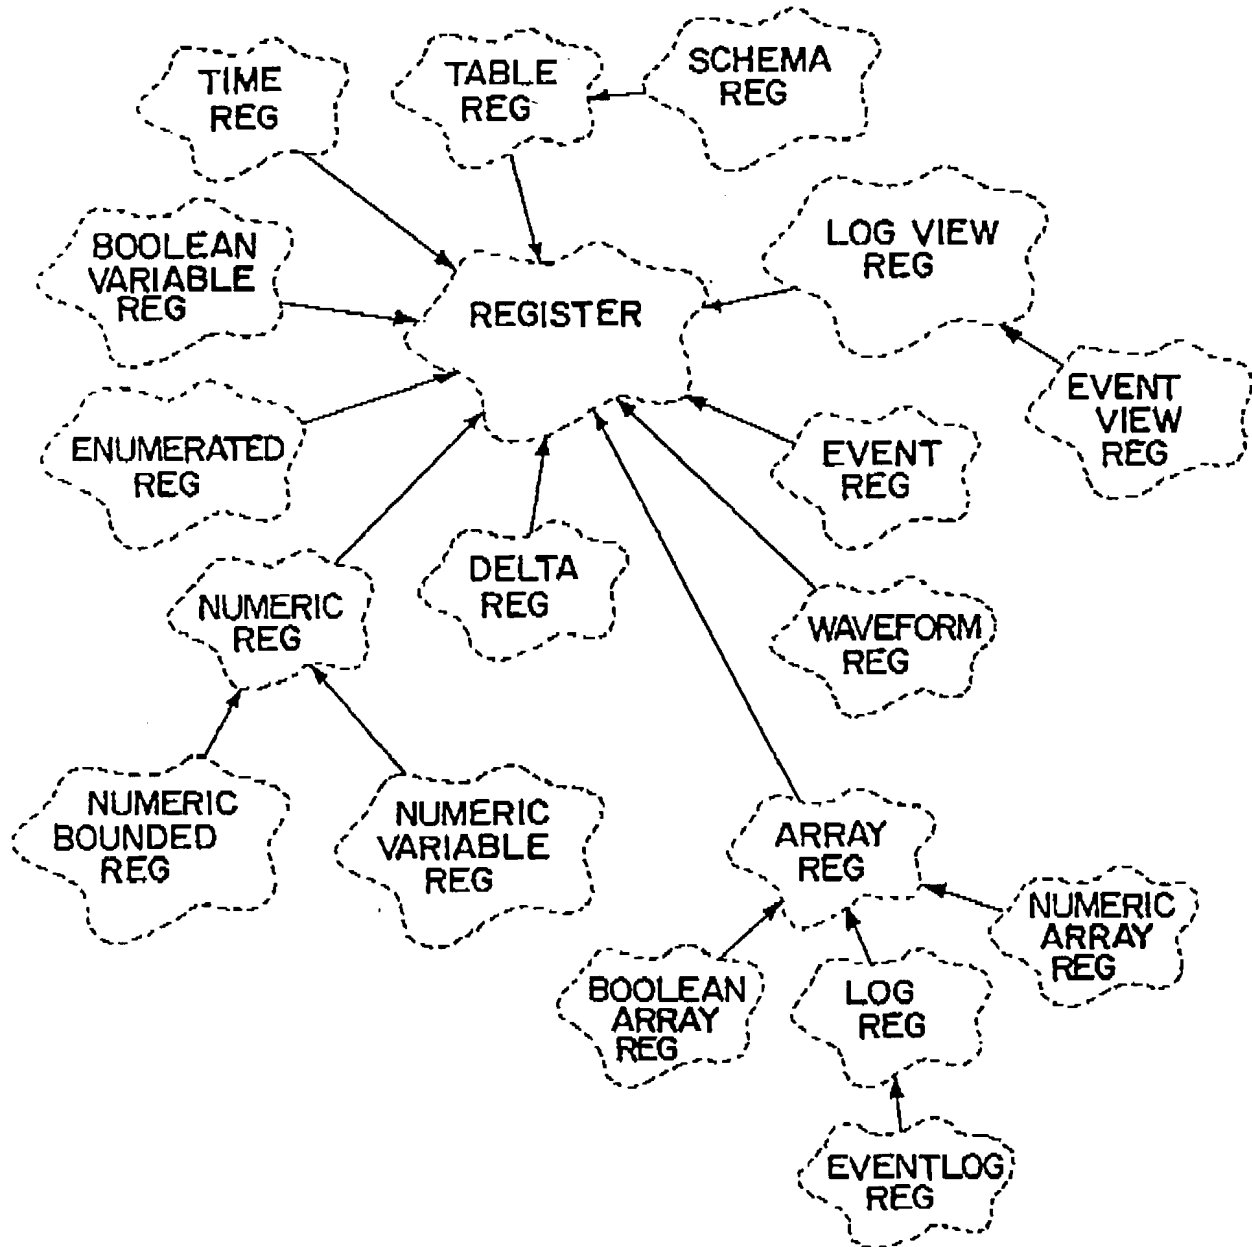 TIME
REG
TABLE
REG
SCHEMA
REG
BOOLEAN
VARIABLE
REG
REGISTER
LOG VIEW
REG
EVENT
VIEW
REG
ENUMERATED
REG
EVENT
REG
NUMERIC
REG
DELTA
REG
WAVEFORM
REG
NUMERIC
BOUNDED
REG
NUMERIC
VARIABLE
REG
ARRAY
REG
NUMERIC
ARRAY
REG
BOOLEAN
ARRAY
REG
LOG
REG
EVENTLOG
REG